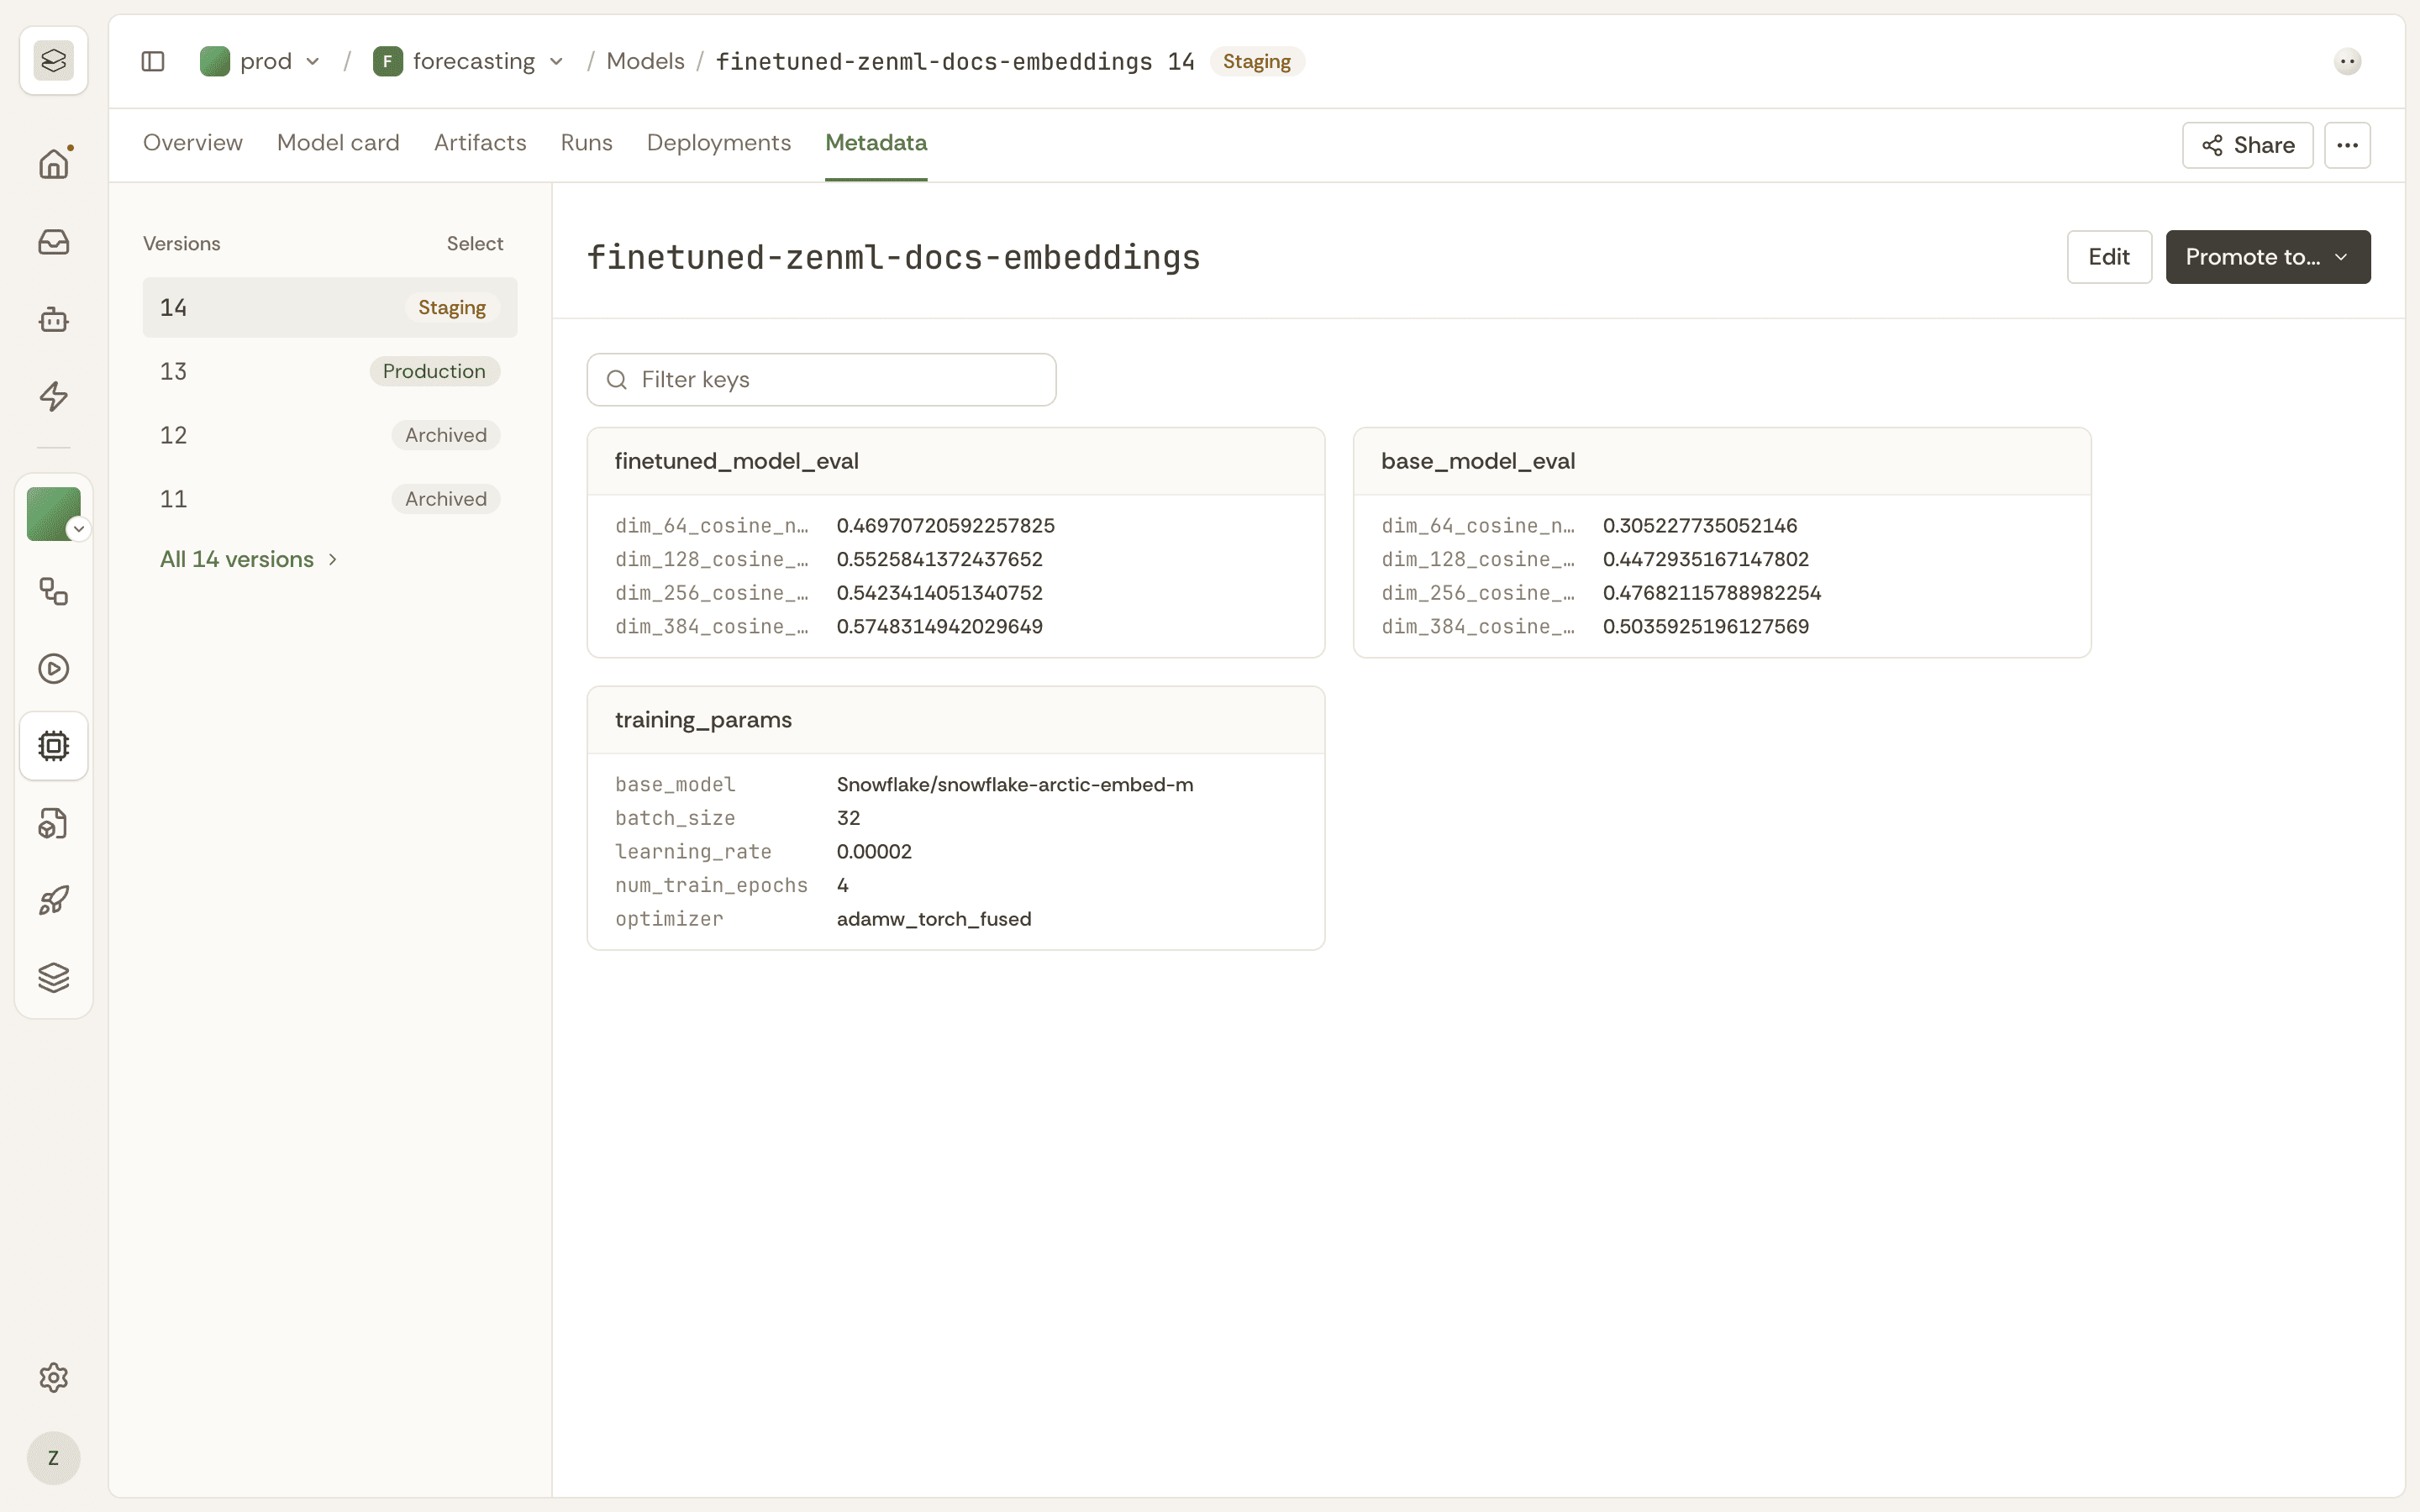 prod / F forecasting / Models / finetuned-zenml-docs-embeddings 14 Staging
Overview Model card Artifacts Runs Deployments Metadata
Share
Versions Select
14 Staging
13 Production
12 Archived
11 Archived
All 14 versions
finetuned-zenml-docs-embeddings
Edit Promote to...
Filter keys
finetuned_model_eval
dim_64_cosine_n… 0.46970720592257825
dim_128_cosine_… 0.5525841372437652
dim_256_cosine_… 0.5423414051340752
dim_384_cosine_… 0.5748314942029649
base_model_eval
dim_64_cosine_n… 0.305227735052146
dim_128_cosine_… 0.4472935167147802
dim_256_cosine_… 0.47682115788982254
dim_384_cosine_… 0.5035925196127569
training_params
base_model Snowflake/snowflake-arctic-embed-m
batch_size 32
learning_rate 0.00002
num_train_epochs 4
optimizer adamw_torch_fused
Z